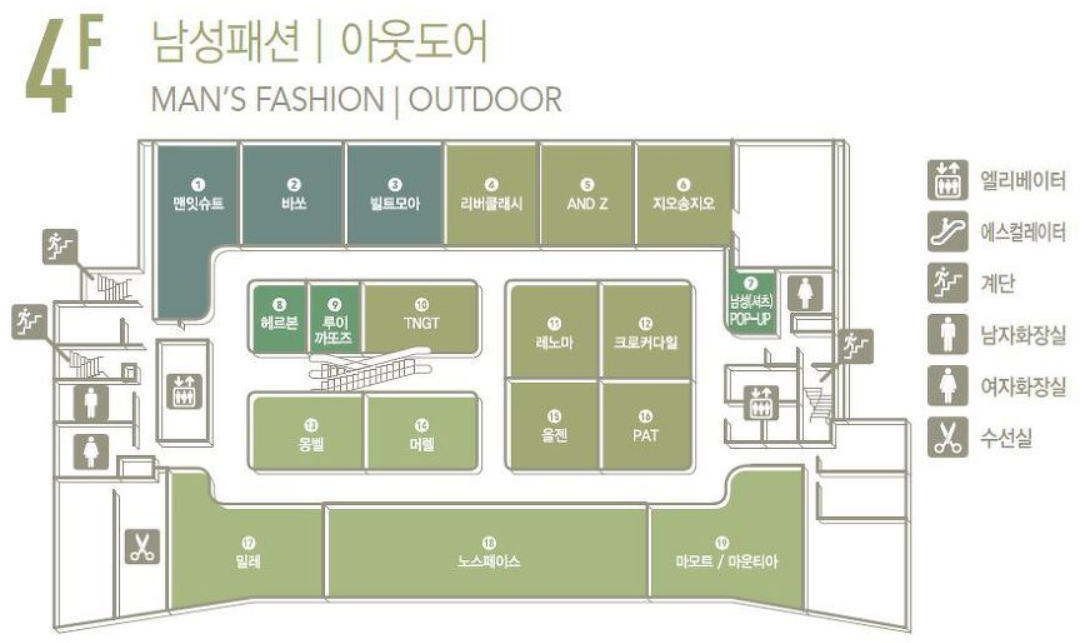 4F
남성패션 | 아웃도어
MAN'S FASHION | OUTDOOR
1
맨잇슈트
2
바쏘
3
빌트모아
4
리버클래시
5
AND Z
6
지오송지오
7
남성(셔츠)
POP-UP
8
헤르본
9
루이
까또즈
10
TNGT
11
레노마
12
크로커다일
13
몽벨
14
머렐
15
올젠
16
PAT
17
밀레
18
노스페이스
19
마모트 / 마운티아
엘리베이터
에스컬레이터
계단
남자화장실
여자화장실
수선실